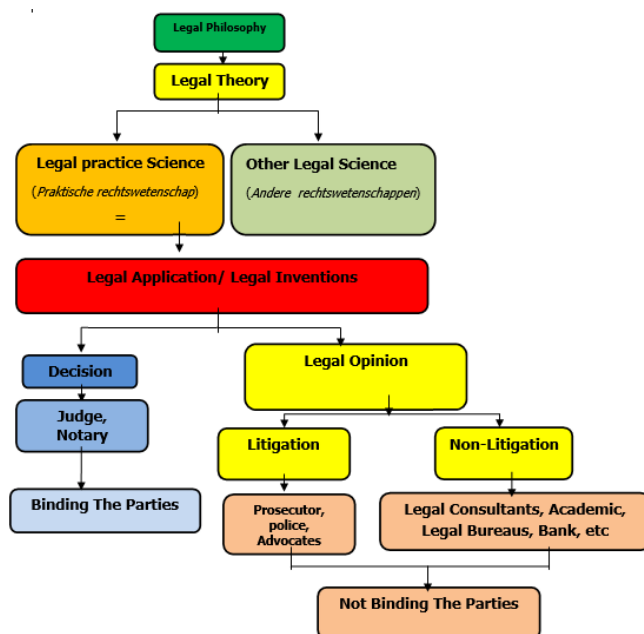 Legal Philosophy
Legal Theory
Legal practice Science
(Praktische rechtswetenschap)
=
Other Legal Science
(Andere rechtswetenschappen)
Legal Application/ Legal Inventions
Decision
Legal Opinion
Judge,
Notary
Litigation
Non-Litigation
Binding The Parties
Prosecutor,
police,
Advocates
Legal Consultants, Academic,
Legal Bureaus, Bank, etc
Not Binding The Parties